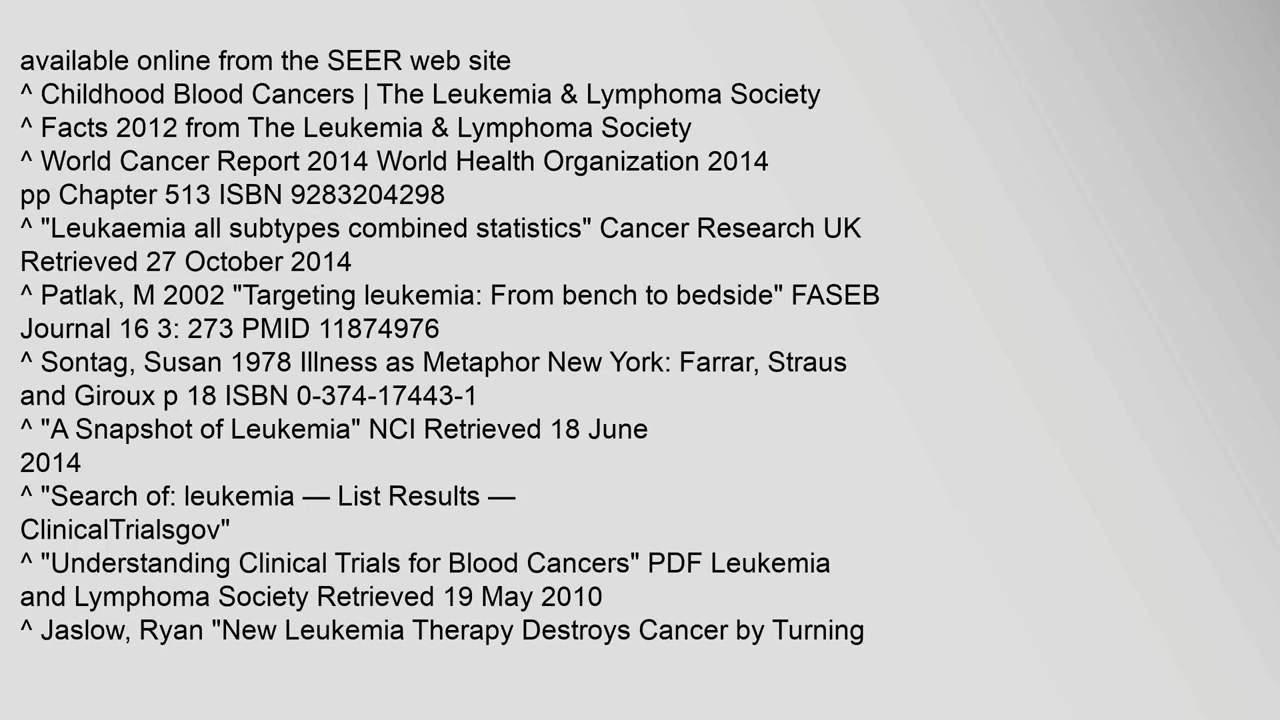 available online from the SEER web site
^ Childhood Blood Cancers | The Leukemia & Lymphoma Society
^ Facts 2012 from The Leukemia & Lymphoma Society
^ World Cancer Report 2014 World Health Organization 2014
pp Chapter 513 ISBN 9283204298
^ "Leukaemia all subtypes combined statistics" Cancer Research UK
Retrieved 27 October 2014
^ Patlak, M 2002 "Targeting leukemia: From bench to bedside" FASEB
Journal 16 3: 273 PMID 11874976
^ Sontag, Susan 1978 Illness as Metaphor New York: Farrar, Straus
and Giroux p 18 ISBN 0-374-17443-1
^ "A Snapshot of Leukemia" NCI Retrieved 18 June
2014
^ "Search of: leukemia — List Results —
ClinicalTrialsgov"
^ "Understanding Clinical Trials for Blood Cancers" PDF Leukemia
and Lymphoma Society Retrieved 19 May 2010
^ Jaslow, Ryan "New Leukemia Therapy Destroys Cancer by Turning